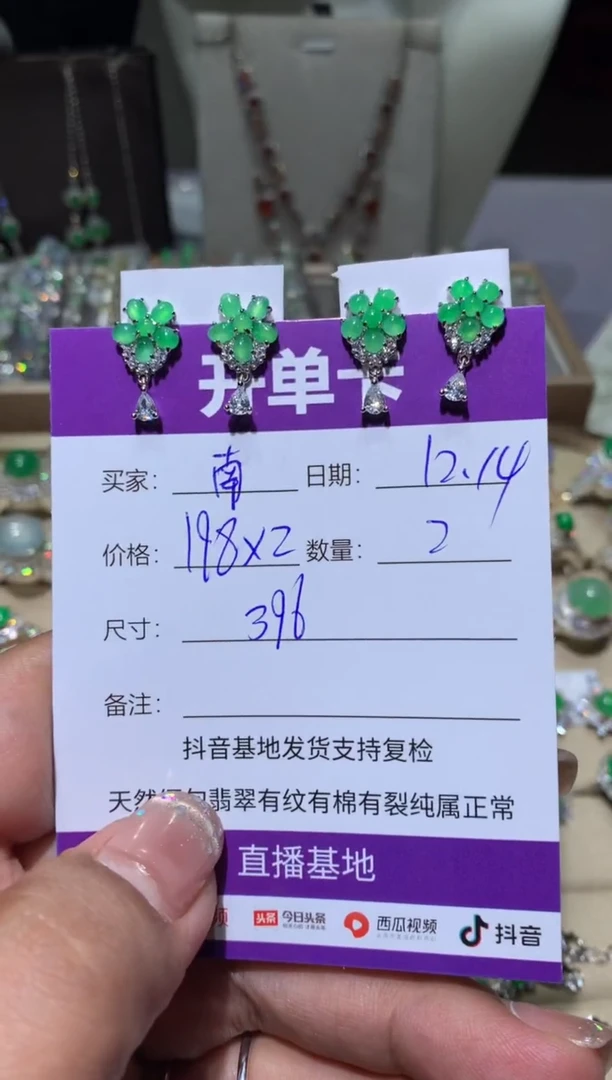 开单卡
买家: 南 日期: 12.14
价格: 198x2 数量: 2
尺寸: 396
备注:
抖音基地发货支持复检
天然 翡翠有纹有棉有裂纯属正常
直播基地
频 头条 今日头条 西瓜视频 抖音